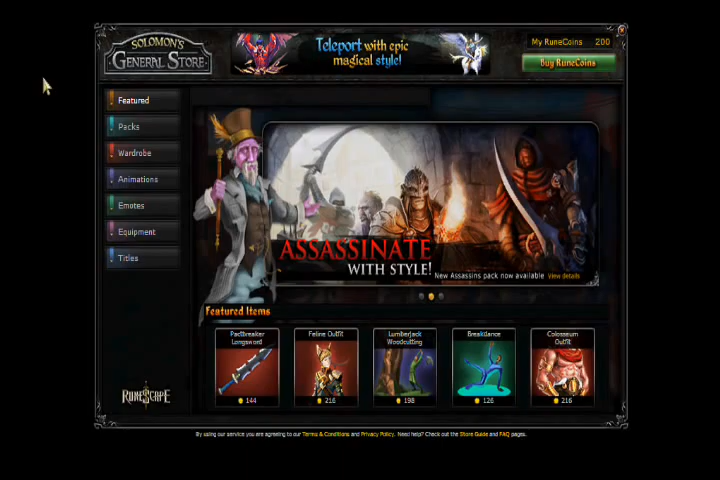 SOLOMON'S
GENERAL STORE
Teleport with epic
magical style!
My RuneCoins 200
Buy RuneCoins
Featured
Packs
Wardrobe
Animations
Emotes
Equipment
Titles
ASSASSINATE
WITH STYLE!
New Assassins pack now available View details
Featured Items
Pactbreaker
Longsword
144
Feline Outfit
216
Lumberjack
Woodcutting
198
Breakdance
126
Colosseum
Outfit
216
RUNESCAPE
By using our service you are agreeing to our Terms & Conditions and Privacy Policy. Need help? Check out the Store Guide and FAQ pages.